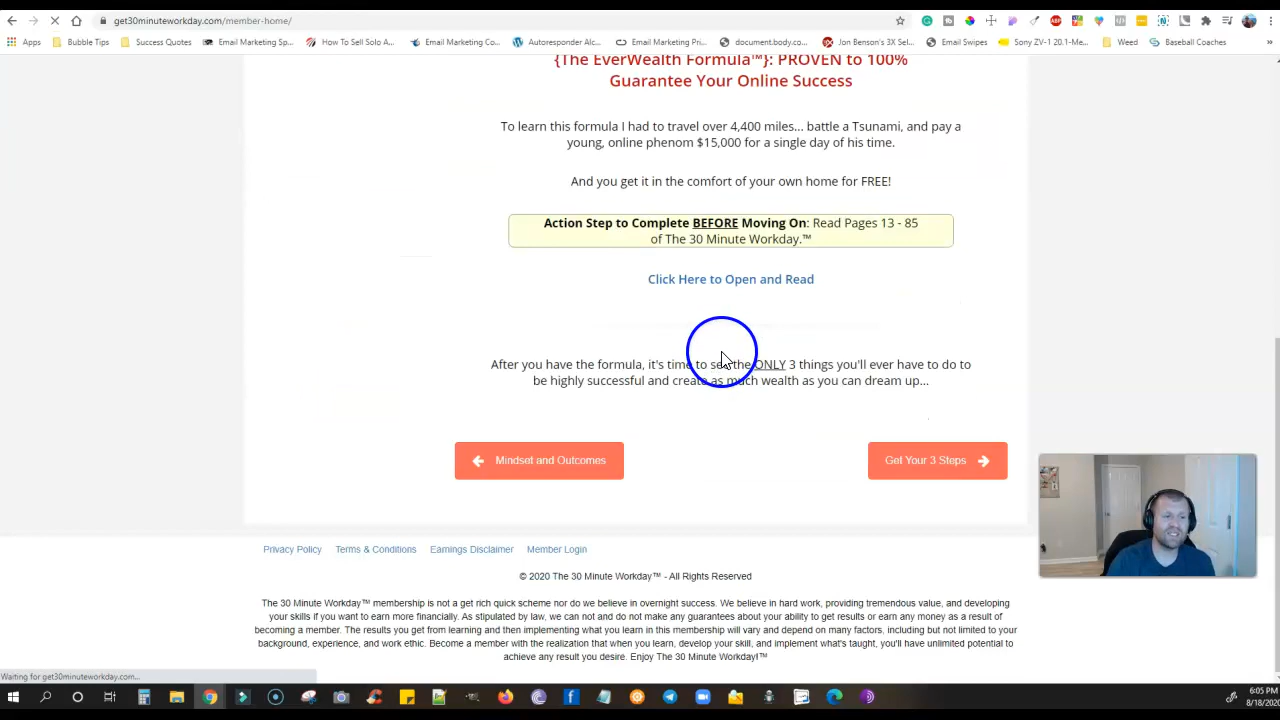 get30minuteworkday.com/member-home/
Apps
Bubble Tips
Success Quotes
Email Marketing Sp...
How To Sell Solo A...
Email Marketing Co...
Autoresponder Alc...
Email Marketing Pri...
document.body.co...
Jon Benson's 3X Sel...
Email Swipes
Sony ZV-1 20.1-Me...
Weed
Baseball Coaches
»
{The EverWealth Formula™}: PROVEN to 100%
Guarantee Your Online Success
To learn this formula I had to travel over 4,400 miles... battle a Tsunami, and pay a
young, online phenom $15,000 for a single day of his time.
And you get it in the comfort of your own home for FREE!
Action Step to Complete BEFORE Moving On: Read Pages 13 - 85
of The 30 Minute Workday.™
Click Here to Open and Read
After you have the formula, it's time to see the ONLY 3 things you'll ever have to do to
be highly successful and create as much wealth as you can dream up...
Mindset and Outcomes
Get Your 3 Steps
Privacy Policy
Terms & Conditions
Earnings Disclaimer
Member Login
© 2020 The 30 Minute Workday™ - All Rights Reserved
The 30 Minute Workday™ membership is not a get rich quick scheme nor do we believe in overnight success. We believe in hard work, providing tremendous value, and developing
your skills if you want to earn more financially. As stipulated by law, we can not and do not make any guarantees about your ability to get results or earn any money as a result of
becoming a member. The results you get from learning and then implementing what you learn in this membership will vary and depend on many factors, including but not limited to your
background, experience, and work ethic. Become a member with the realization that when you learn, develop your skill, and implement what's taught, you'll have unlimited potential to
achieve any result you desire. Enjoy The 30 Minute Workday!™
Waiting for get30minuteworkday.com...
6:05 PM
8/18/2020